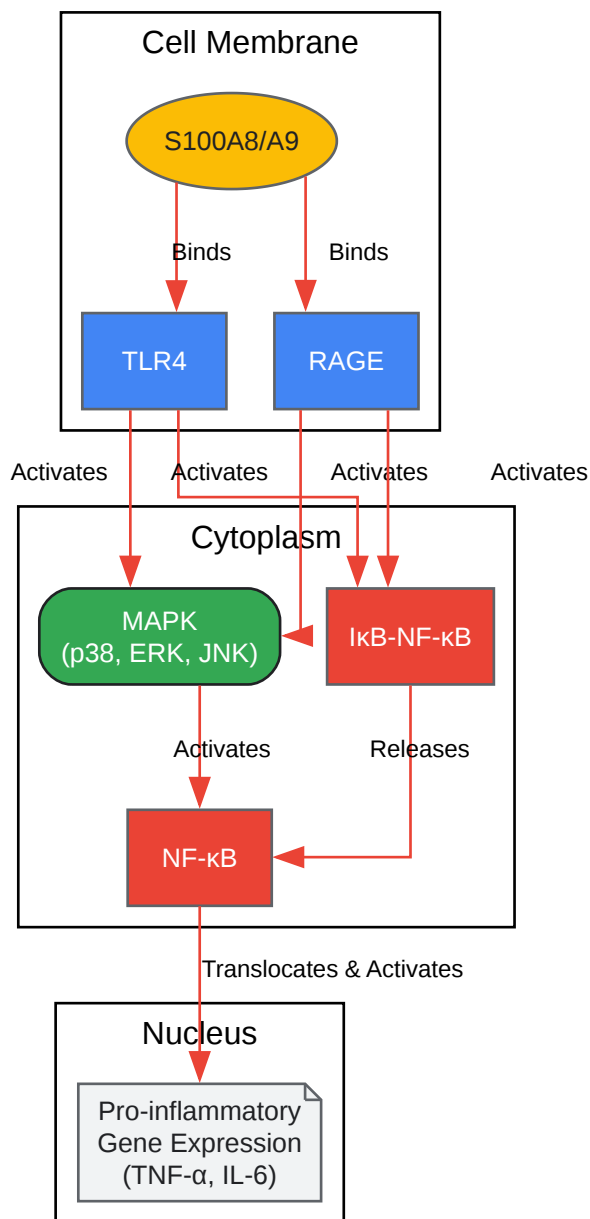 Cell Membrane
S100A8/A9
Binds
Binds
TLR4
RAGE
Activates
Activates
Activates
Activates
Cytoplasm
MAPK
(p38, ERK, JNK)
IκB-NF-κB
Activates
Releases
NF-κB
Translocates & Activates
Nucleus
Pro-inflammatory
Gene Expression
(TNF-α, IL-6)